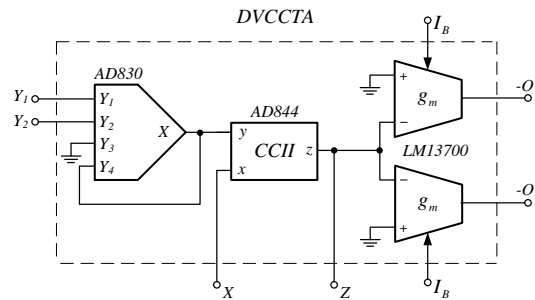 DVCCTA
I_B
AD830
Y_1
Y_1
Y_2
Y_2
Y_3
Y_4
X
AD844
y
CCII
z
x
+
g_m
−
-O
LM13700
−
g_m
+
-O
X
Z
I_B